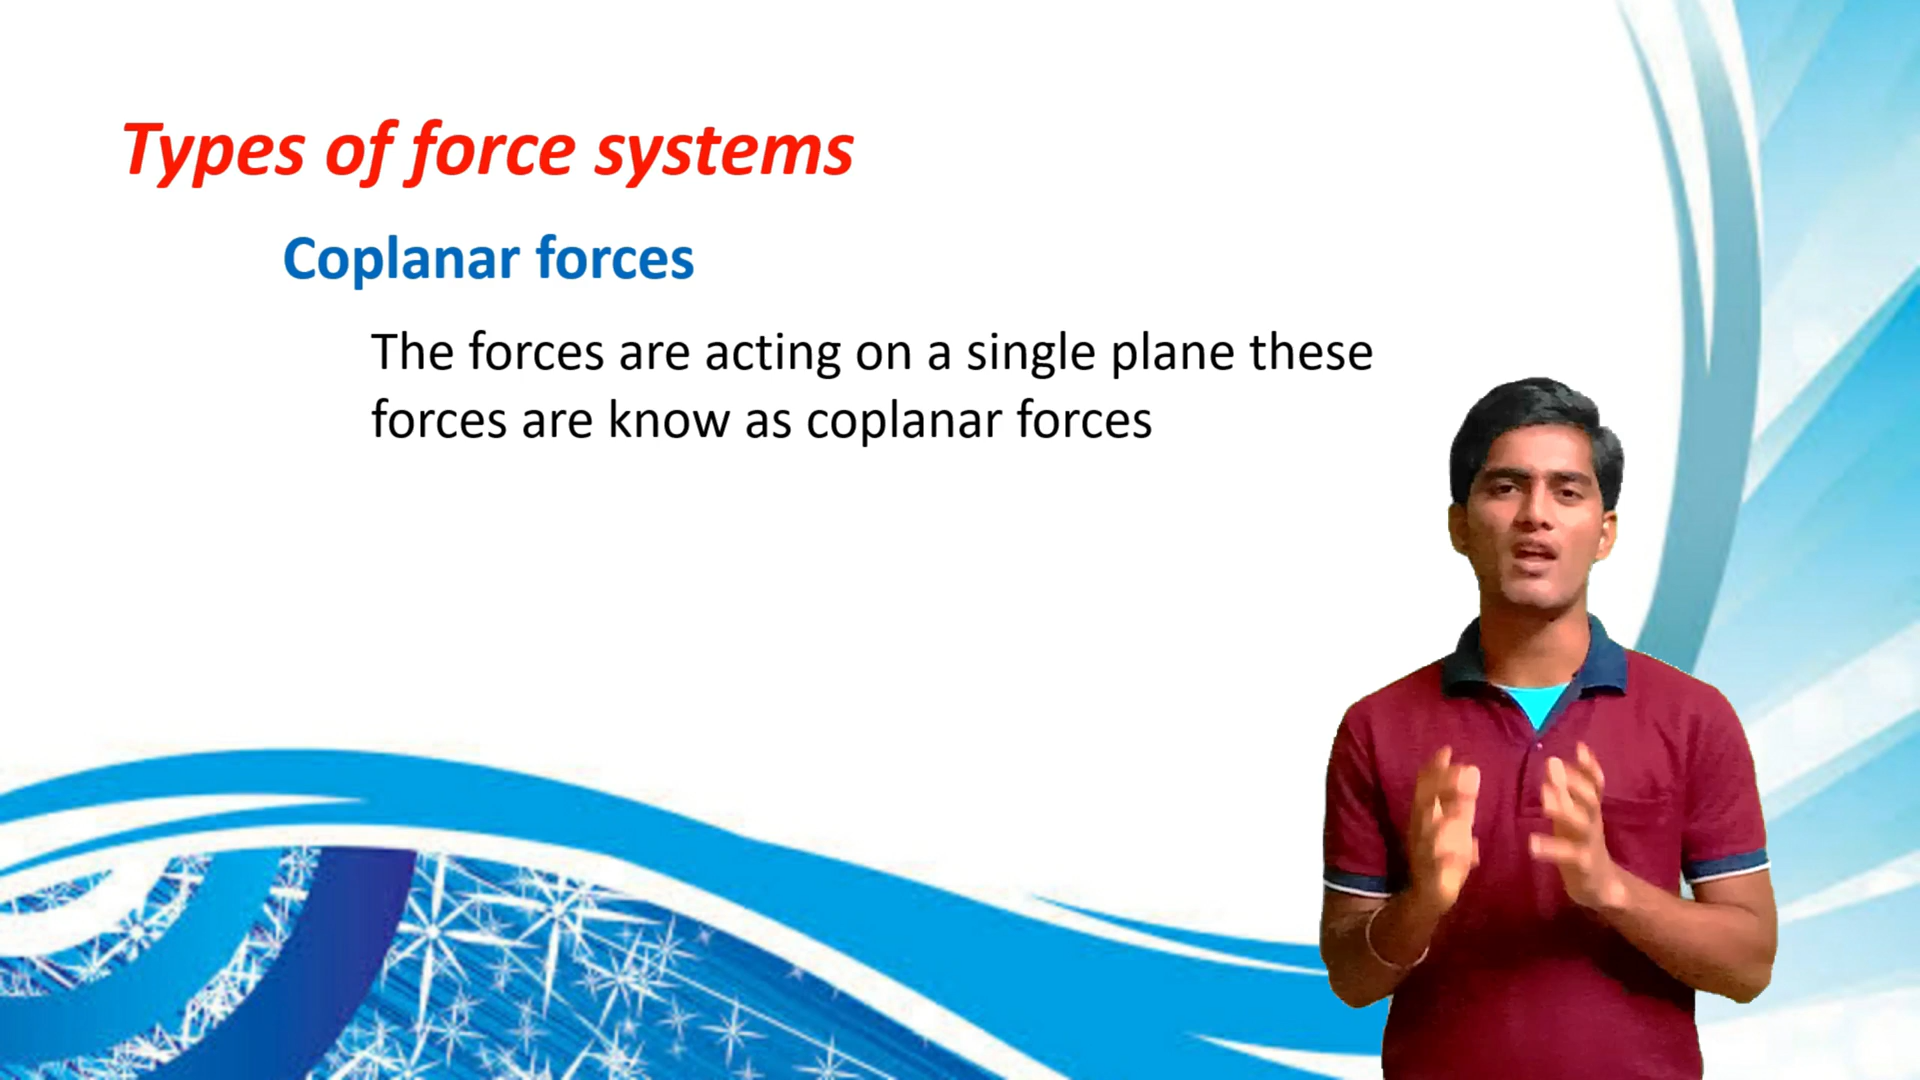 Types of force systems
Coplanar forces
The forces are acting on a single plane these
forces are know as coplanar forces